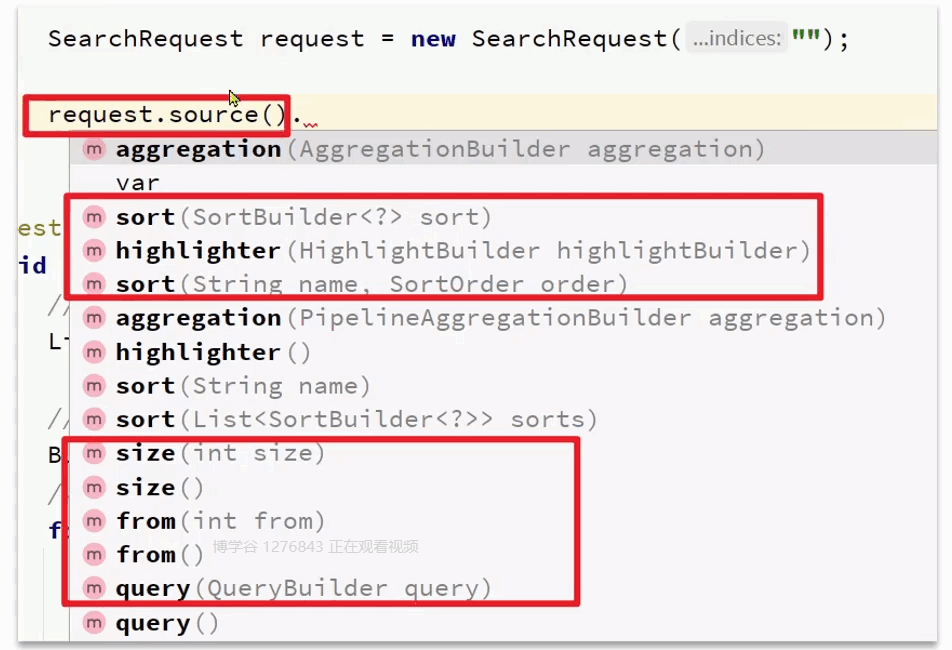 SearchRequest request = new SearchRequest( ...indices: "");
request.source().
aggregation(AggregationBuilder aggregation)
var
sort(SortBuilder<?> sort)
est
highlighter(HighlightBuilder highlightBuilder)
id
sort(String name, SortOrder order)
//
aggregation(PipelineAggregationBuilder aggregation)
highlighter()
sort(String name)
sort(List<SortBuilder<?>> sorts)
//
size(int size)
B
size()
from(int from)
f
from()
博学谷 1276843 正在观看视频
query(QueryBuilder query)
query()